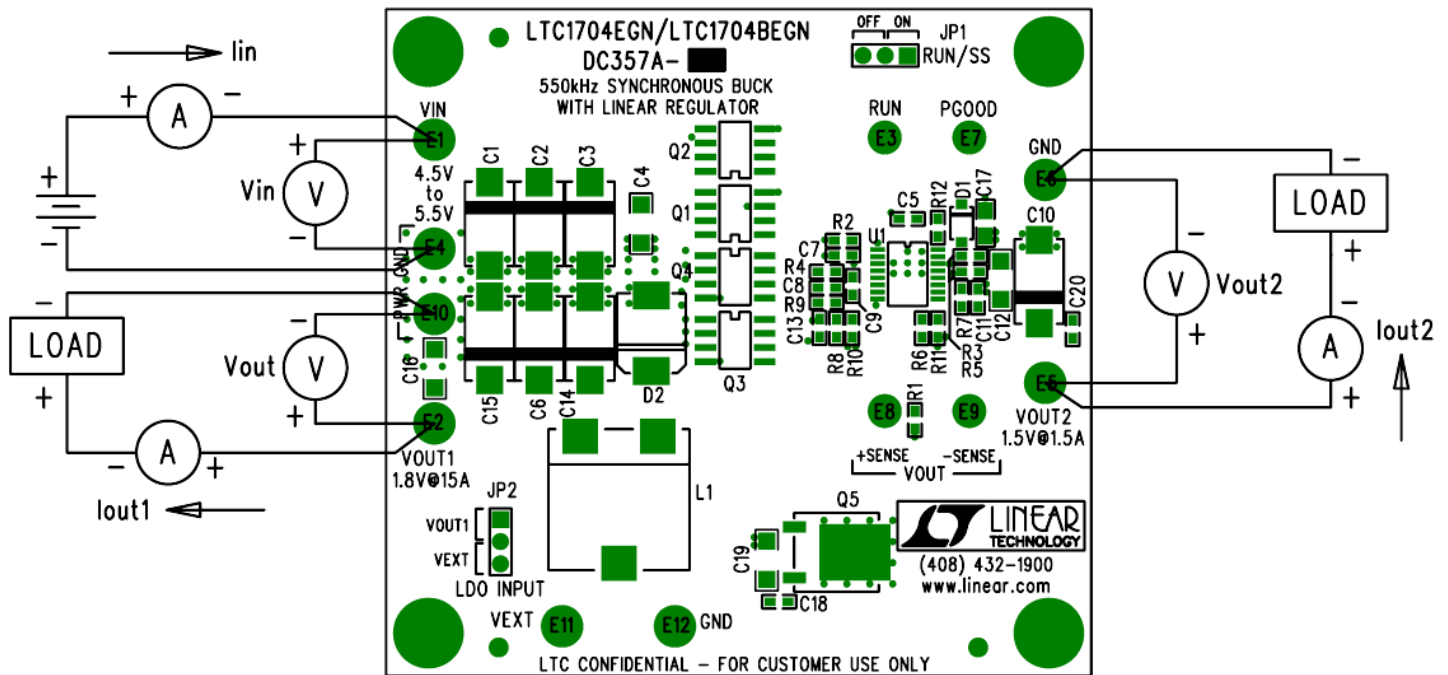 LTC1704EGN/LTC1704BEGN
DC357A-
550kHz SYNCHRONOUS BUCK
WITH LINEAR REGULATOR
OFF ON
JP1
RUN/SS
Iin
+ A -
VIN
E1
4.5V
to
5.5V
+
Vin
V
-
+
-
E4
PWR GND
E10
-
LOAD
+
Vout
V
+
C16
E2
VOUT1
1.8V@15A
- A +
Iout1
C1
C2
C3
C4
C15
C6
C14
D2
Q2
Q1
Q4
Q3
RUN
E3
PGOOD
E7
GND
E6
C5
R12
D1
C17
C10
R2
U1
C7
R4
C8
R9
C13
R8
R10
C9
R6
R11
R7
C11
C12
R3
R5
C20
E8
R1
E9
+SENSE
-SENSE
VOUT
E5
VOUT2
1.5V@1.5A
-
V
Vout2
+
-
LOAD
+
-
A
+
Iout2
JP2
VOUT1
VEXT
LDO INPUT
L1
Q5
C19
C18
LINEAR
TECHNOLOGY
(408) 432-1900
www.linear.com
VEXT
E11
E12
GND
LTC CONFIDENTIAL - FOR CUSTOMER USE ONLY